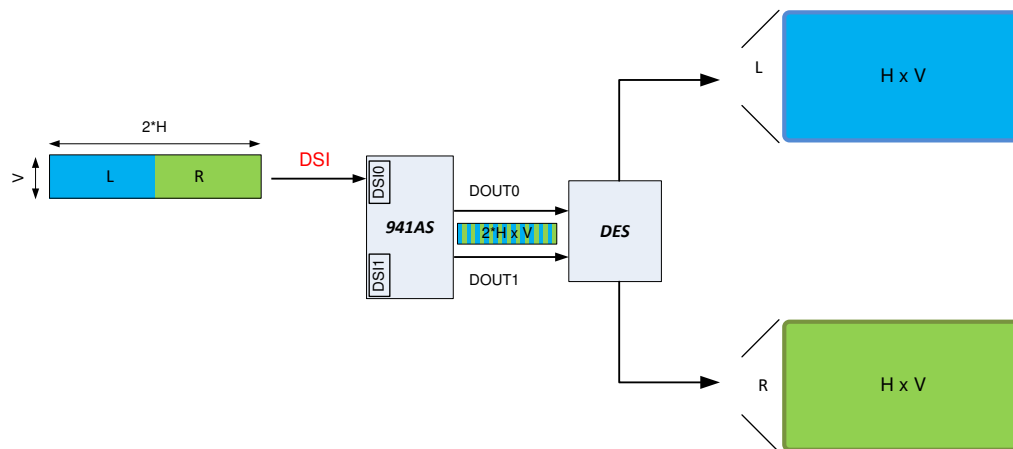 2*H
V
L
R
DSI
DSI0
941AS
DSI1
DOUT0
2*H x V
DOUT1
DES
L
H x V
R
H x V